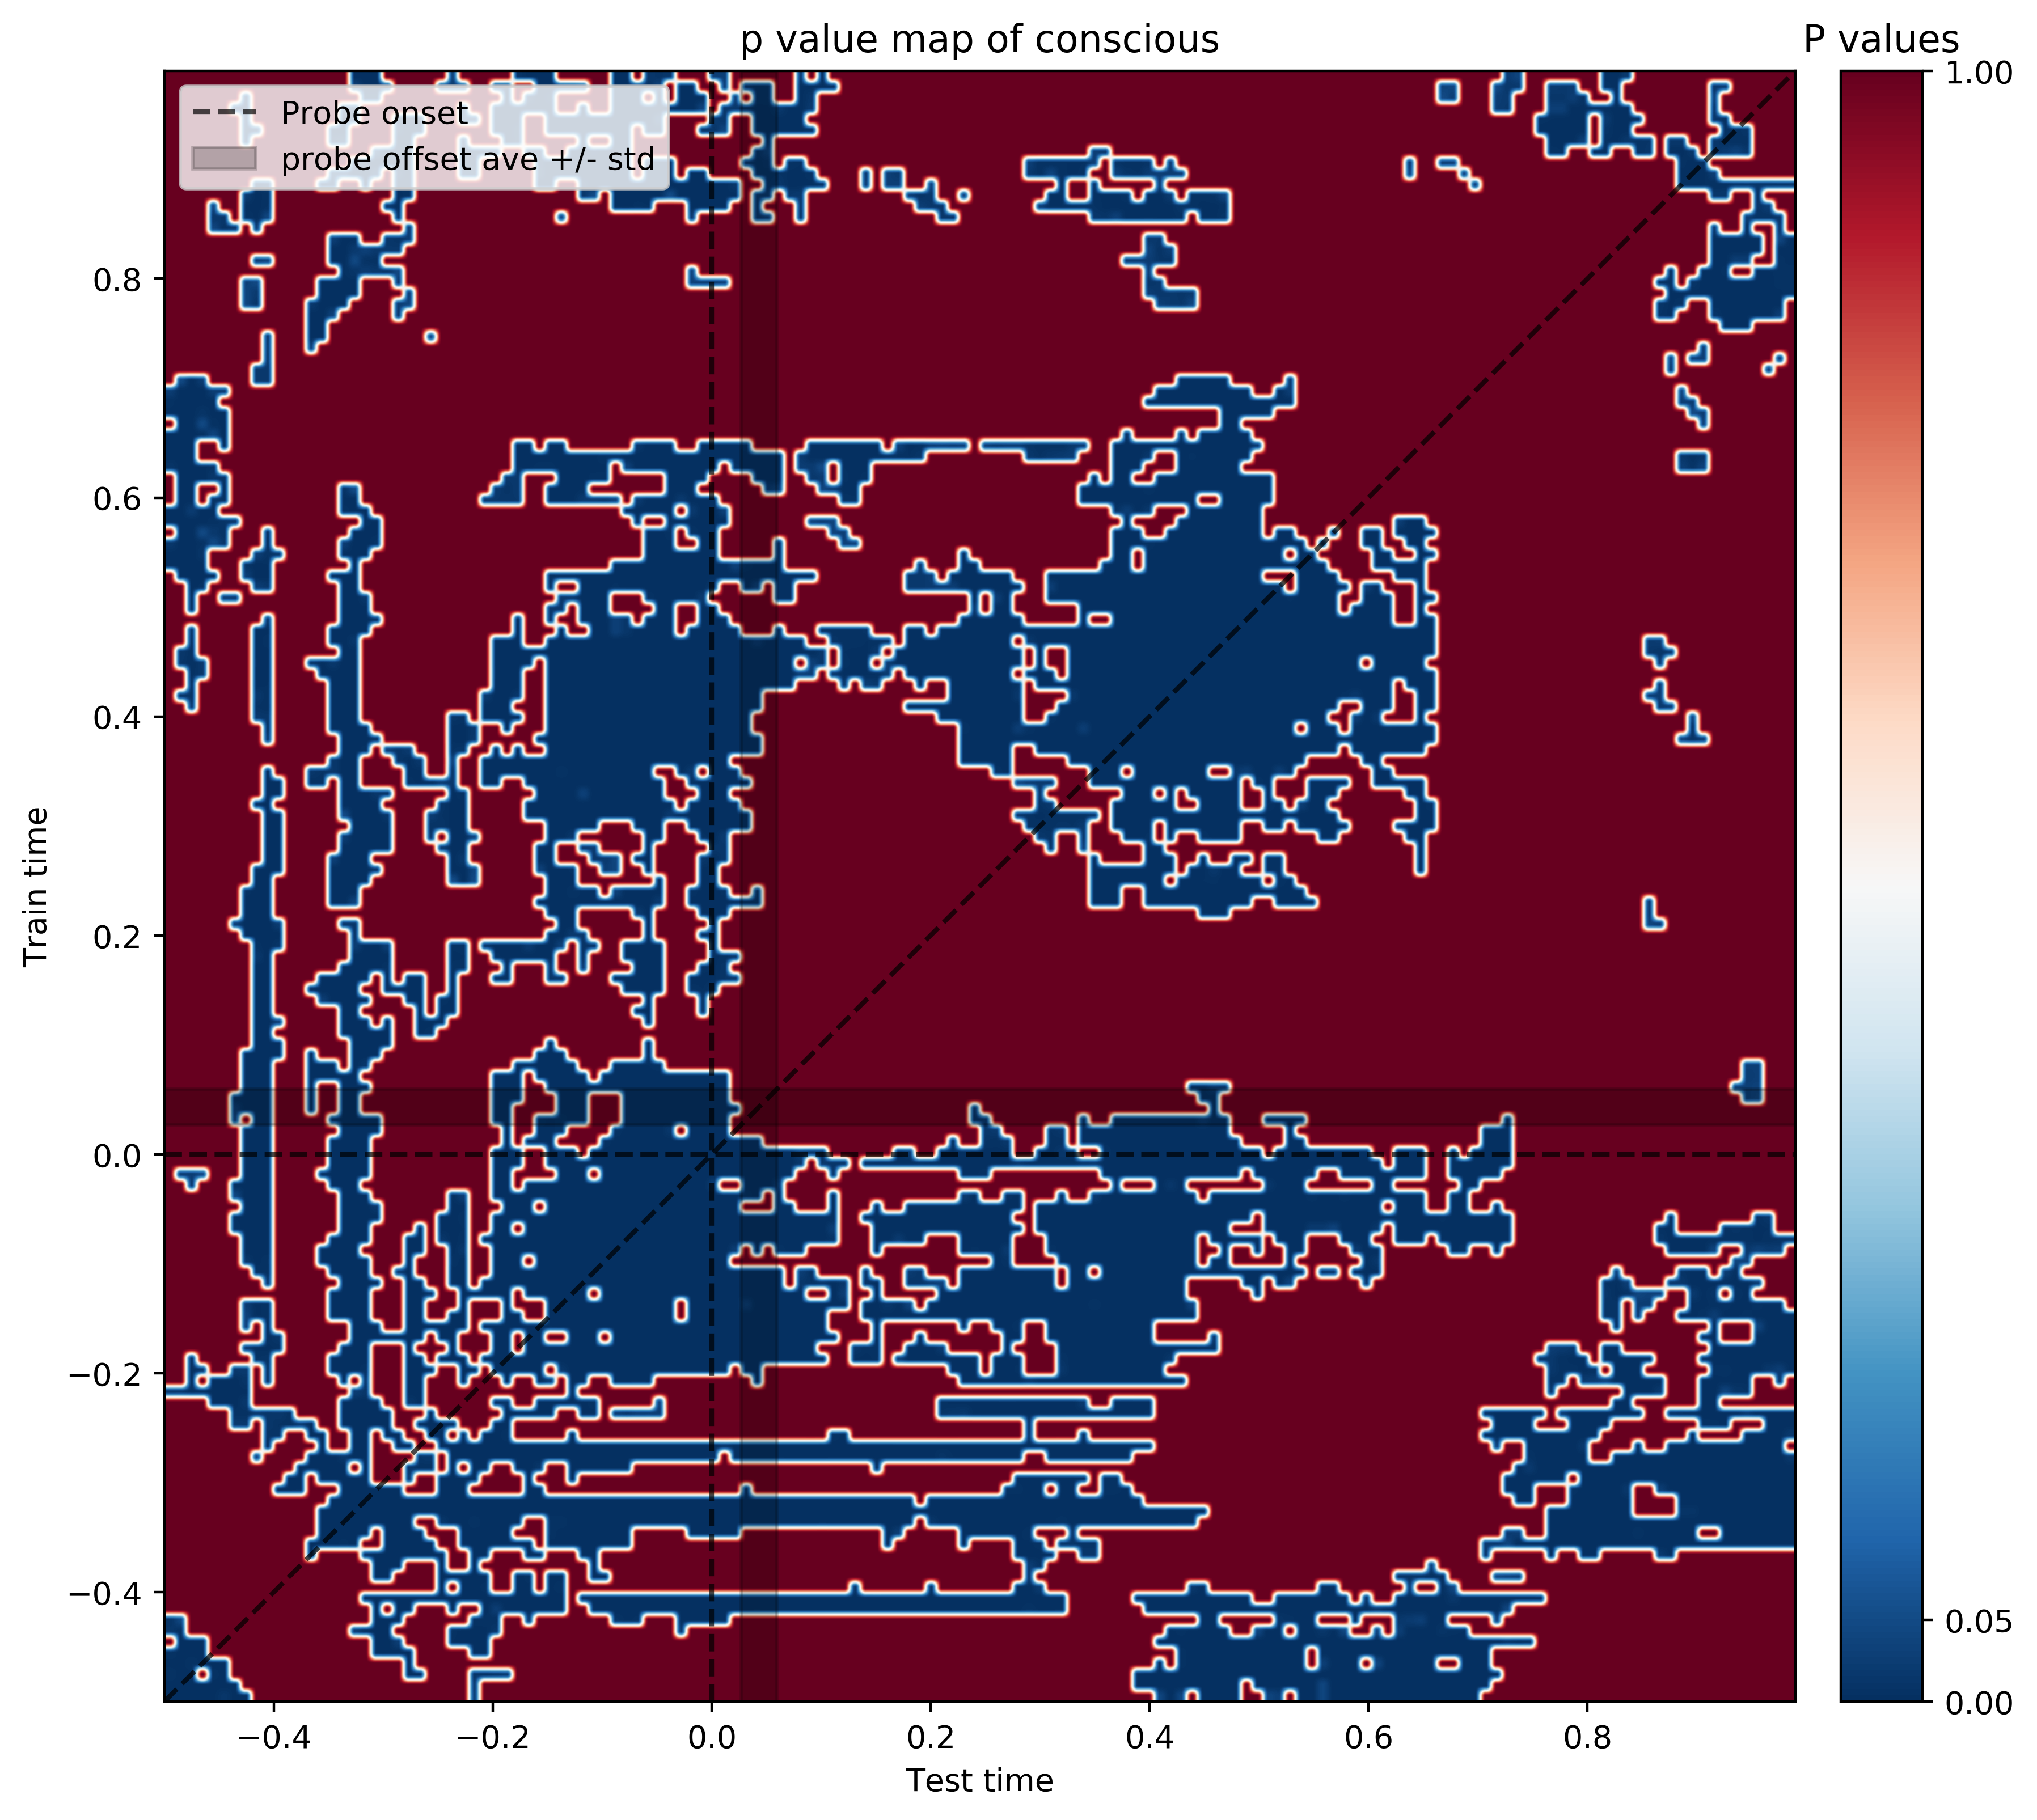 p value map of conscious
P values
Probe onset
probe offset ave +/- std
1.00
0.05
0.00
0.8
0.6
0.4
0.2
0.0
−0.2
−0.4
Train time
−0.4
−0.2
0.0
0.2
0.4
0.6
0.8
Test time